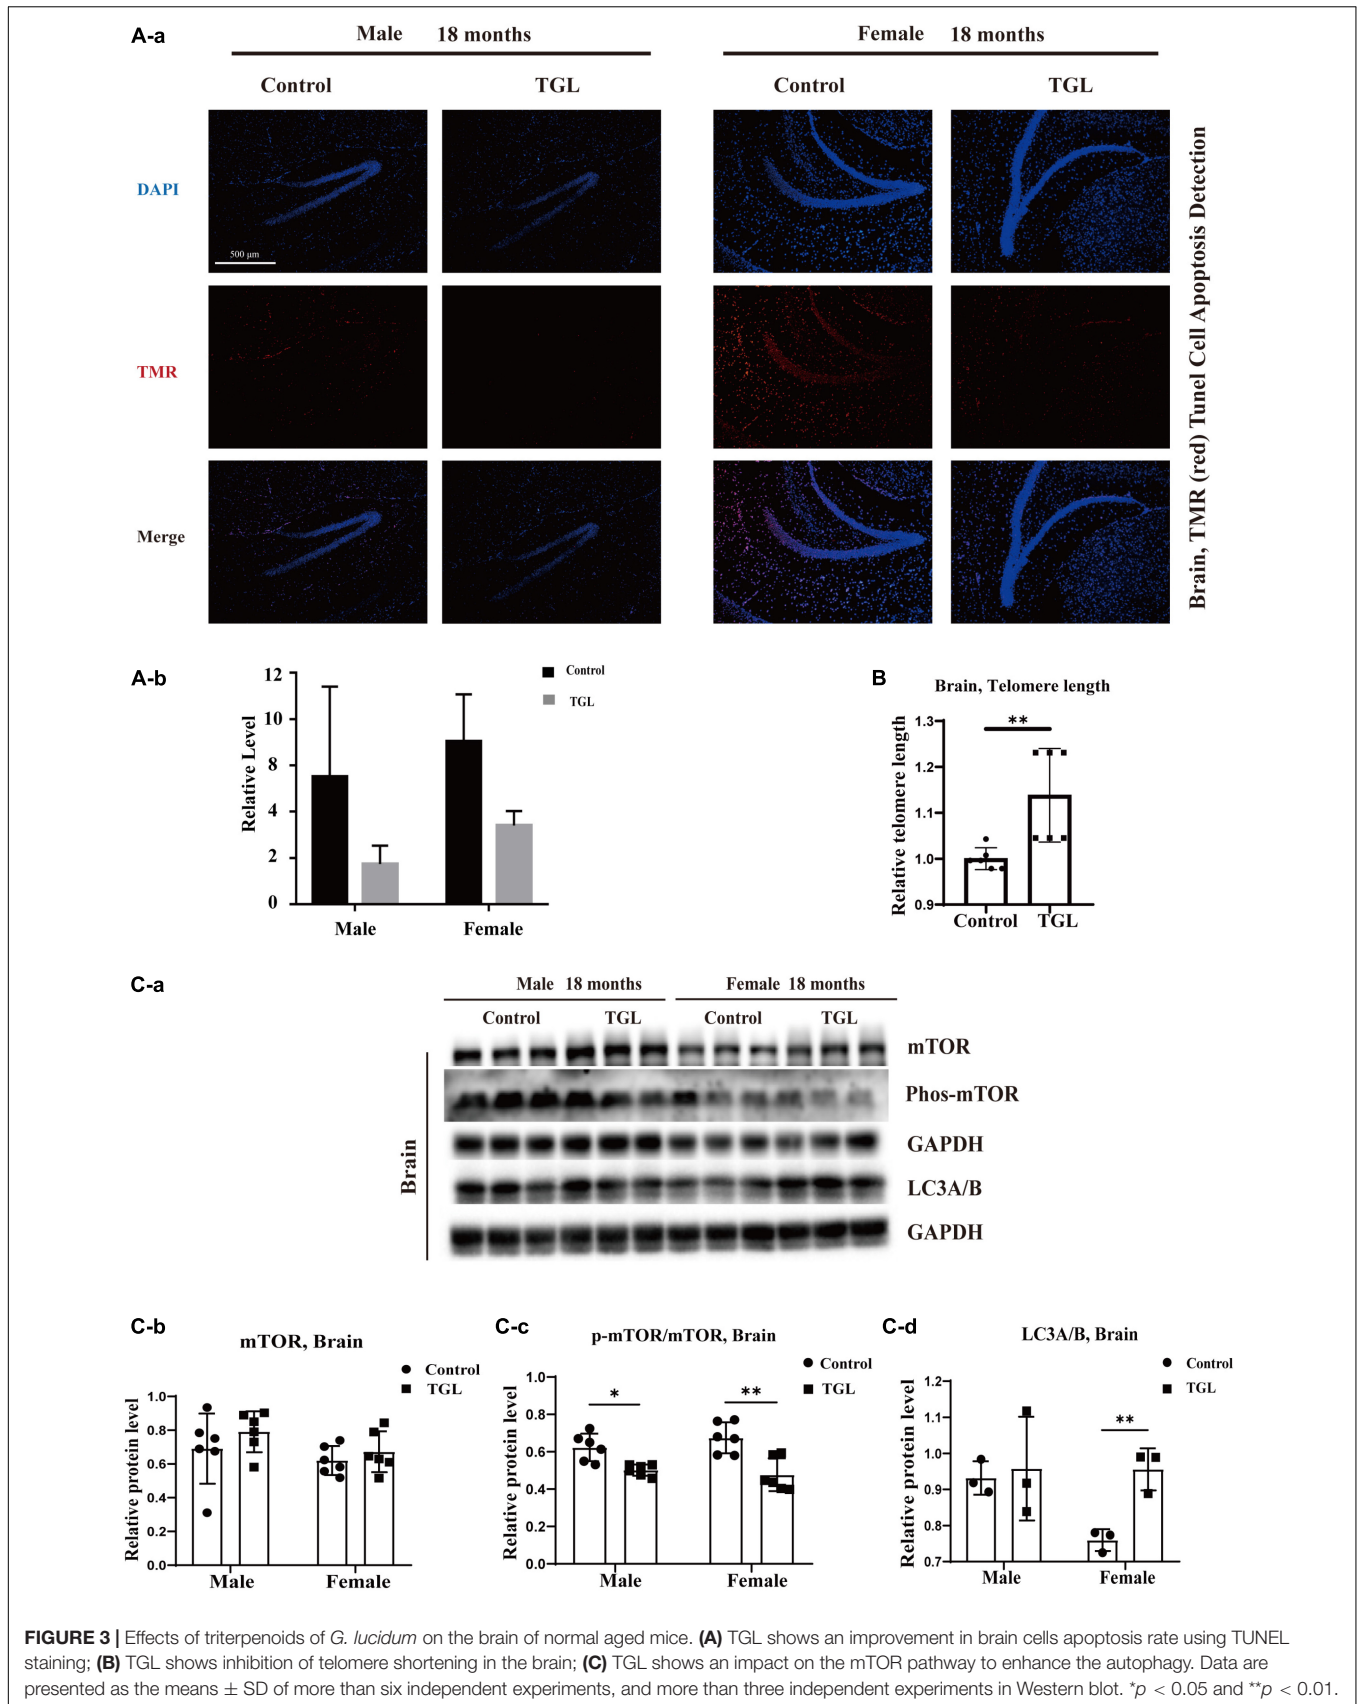 A-a
Male 18 months
Female 18 months
Control
TGL
Control
TGL
DAPI
500 μm
TMR
Merge
Brain, TMR (red) Tunel Cell Apoptosis Detection
A-b
Relative Level
12
10
8
4
2
0
Control
TGL
Male
Female
B
Brain, Telomere length
Relative telomere length
1.3
1.2
1.1
1.0
0.9
**
Control
TGL
C-a
Male 18 months
Female 18 months
Control
TGL
Control
TGL
Brain
mTOR
Phos-mTOR
GAPDH
LC3A/B
GAPDH
C-b
mTOR, Brain
Control
TGL
Relative protein level
1.0
0.8
0.6
0.4
0.2
0.0
Male
Female
C-c
p-mTOR/mTOR, Brain
Control
TGL
Relative protein level
1.0
0.8
0.6
0.4
0.2
0.0
*
**
Male
Female
C-d
LC3A/B, Brain
Control
TGL
Relative protein level
1.2
1.1
1.0
0.9
0.8
0.7
**
Male
Female
FIGURE 3 | Effects of triterpenoids of G. lucidum on the brain of normal aged mice. (A) TGL shows an improvement in brain cells apoptosis rate using TUNEL
staining; (B) TGL shows inhibition of telomere shortening in the brain; (C) TGL shows an impact on the mTOR pathway to enhance the autophagy. Data are
presented as the means ± SD of more than six independent experiments, and more than three independent experiments in Western blot. *p < 0.05 and **p < 0.01.